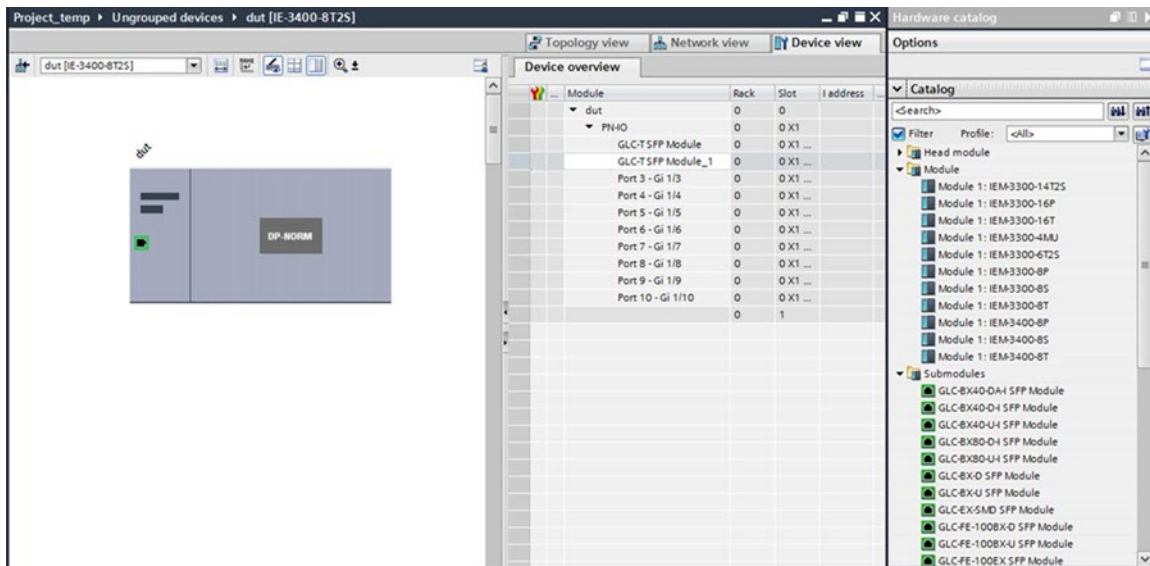 Project_temp ▸ Ungrouped devices ▸ dut [IE-3400-8T2S]
Hardware catalog
Topology view
Network view
Device view
Options
dut [IE-3400-8T2S]
Device overview
... Module Rack Slot I address ...
dut 0 0
PN-IO 0 0 X1
GLC-T SFP Module 0 0 X1 ...
GLC-T SFP Module_1 0 0 X1 ...
Port 3 - Gi 1/3 0 0 X1 ...
Port 4 - Gi 1/4 0 0 X1 ...
Port 5 - Gi 1/5 0 0 X1 ...
Port 6 - Gi 1/6 0 0 X1 ...
Port 7 - Gi 1/7 0 0 X1 ...
Port 8 - Gi 1/8 0 0 X1 ...
Port 9 - Gi 1/9 0 0 X1 ...
Port 10 - Gi 1/10 0 0 X1 ...
0 1
dut
DP-NORM
Catalog
<Search>
Filter Profile: <All>
Head module
Module
Module 1: IEM-3300-14T2S
Module 1: IEM-3300-16P
Module 1: IEM-3300-16T
Module 1: IEM-3300-4MU
Module 1: IEM-3300-6T2S
Module 1: IEM-3300-8P
Module 1: IEM-3300-8S
Module 1: IEM-3300-8T
Module 1: IEM-3400-8P
Module 1: IEM-3400-8S
Module 1: IEM-3400-8T
Submodules
GLC-BX40-DA-I SFP Module
GLC-BX40-D-I SFP Module
GLC-BX40-U-I SFP Module
GLC-BX80-D-I SFP Module
GLC-BX80-U-I SFP Module
GLC-BX-D SFP Module
GLC-BX-U SFP Module
GLC-EX-SMD SFP Module
GLC-FE-100BX-D SFP Module
GLC-FE-100BX-U SFP Module
GLC-FE-100EX SFP Module